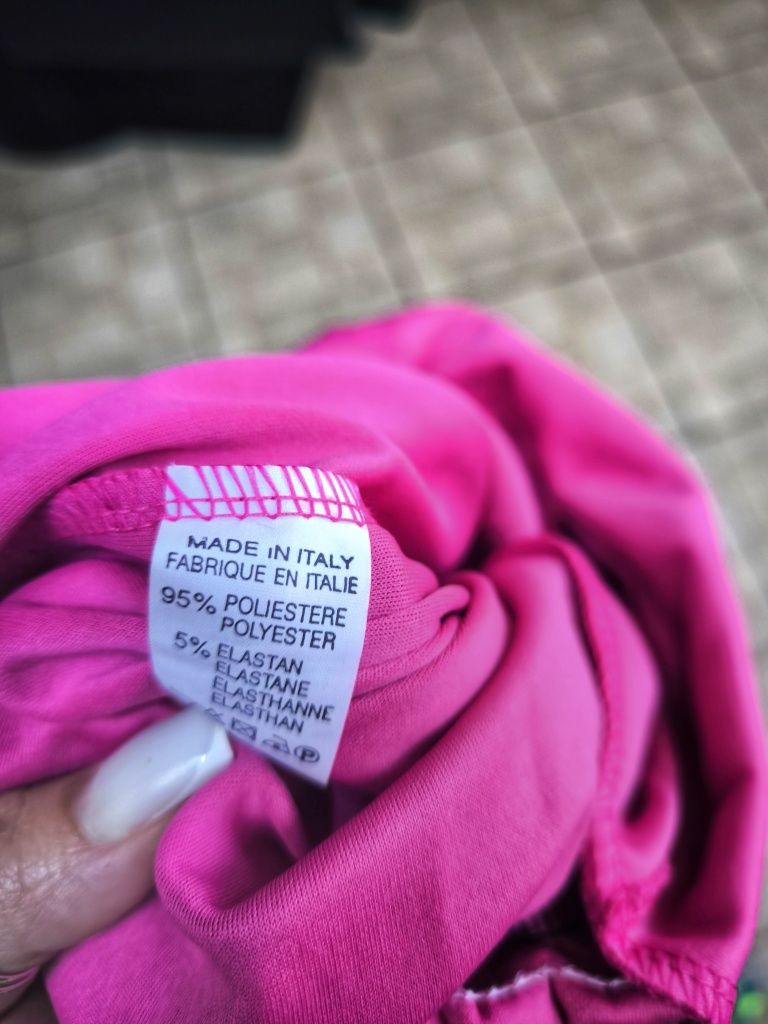 MADE IN ITALY
FABRIQUE EN ITALIE
95% POLIESTERE
POLYESTER
5% ELASTAN
ELASTANE
ELASTHANNE
ELASTHAN
P